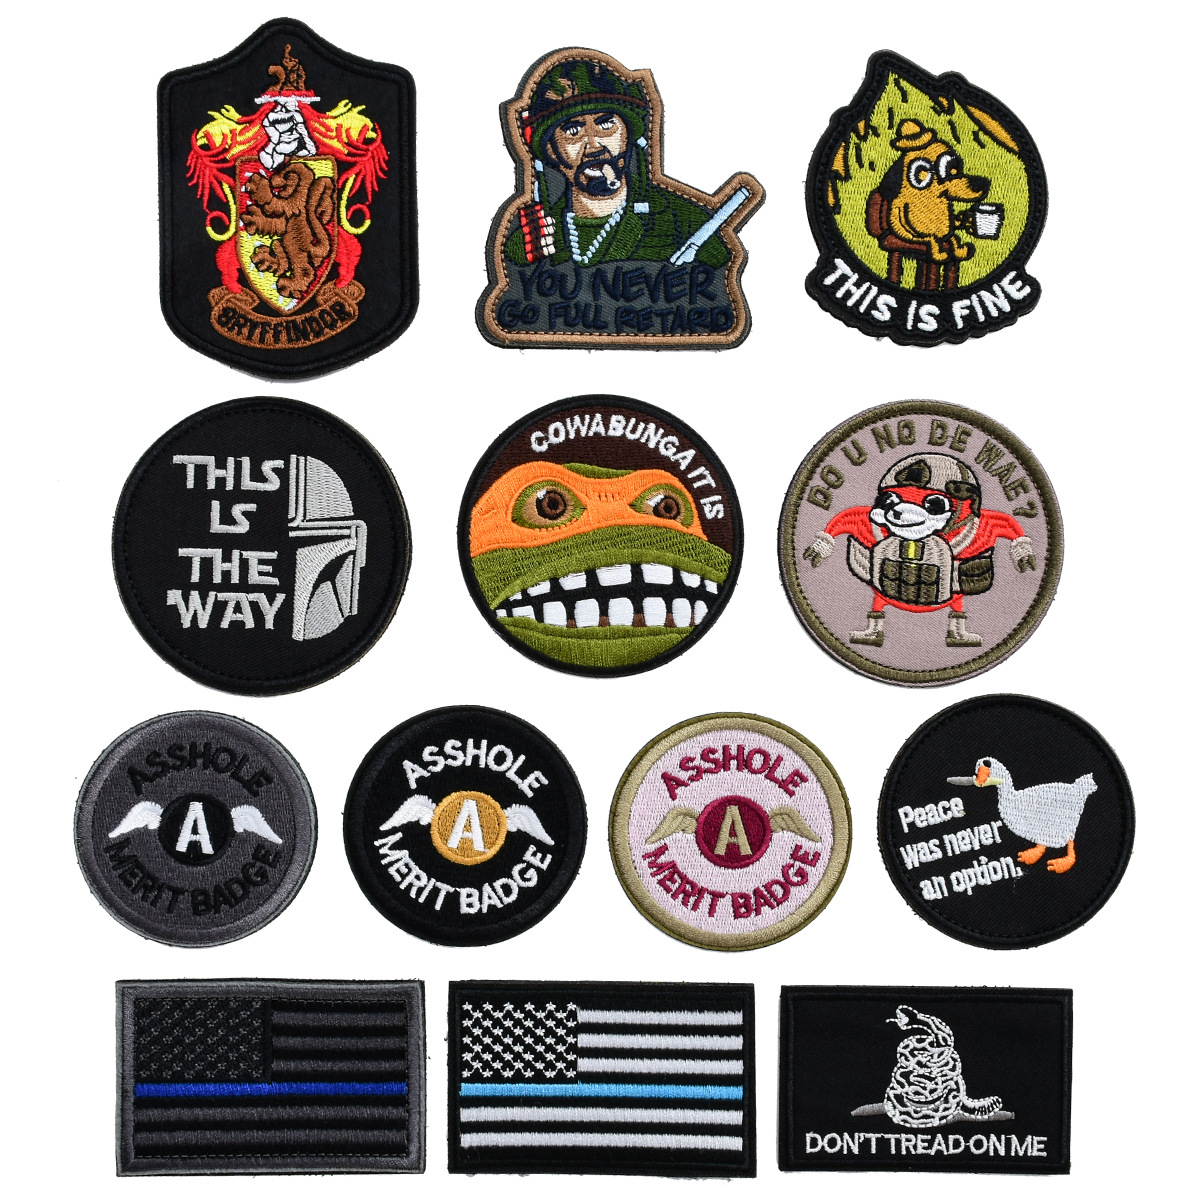 GRYFFINDOR
YOU NEVER
GO FULL RETARD
THIS IS FINE
THIS
IS
THE
WAY
COWABUNGA IT IS
DO U NO DE WAE?
ASSHOLE
A
MERIT BADGE
ASSHOLE
A
MERIT BADGE
ASSHOLE
A
MERIT BADGE
Peace
was never
an option.
DON'T TREAD ON ME